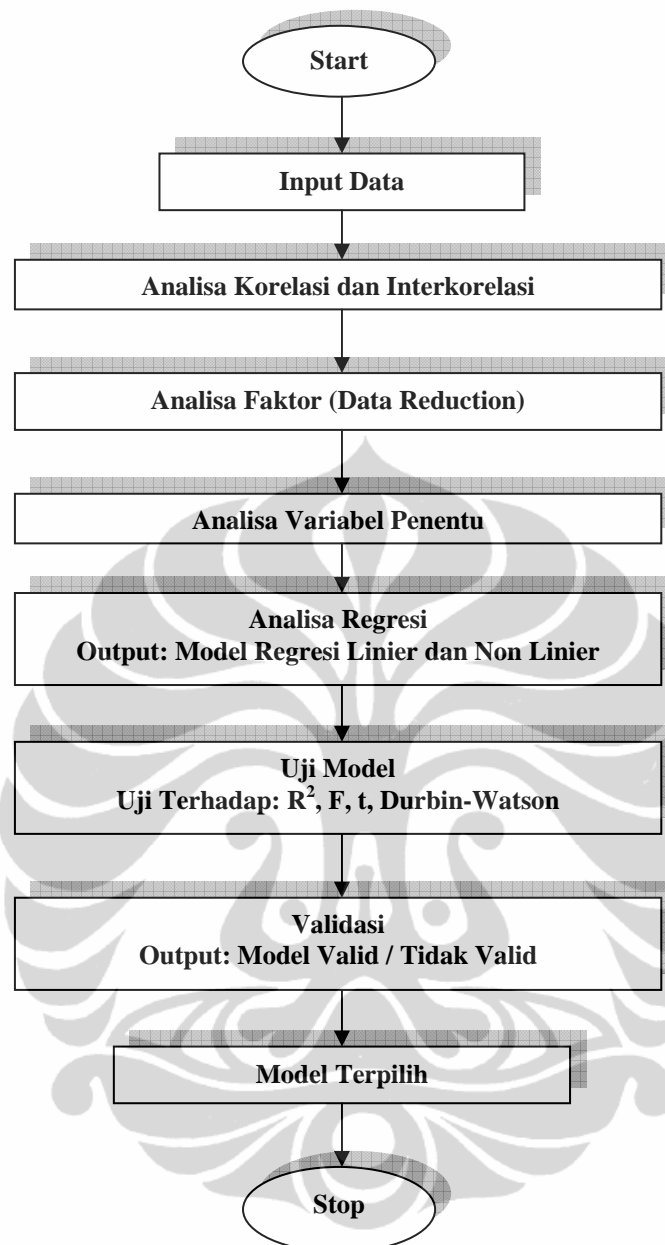 Start
Input Data
Analisa Korelasi dan Interkorelasi
Analisa Faktor (Data Reduction)
Analisa Variabel Penentu
Analisa Regresi
Output: Model Regresi Linier dan Non Linier
Uji Model
Uji Terhadap: R², F, t, Durbin-Watson
Validasi
Output: Model Valid / Tidak Valid
Model Terpilih
Stop